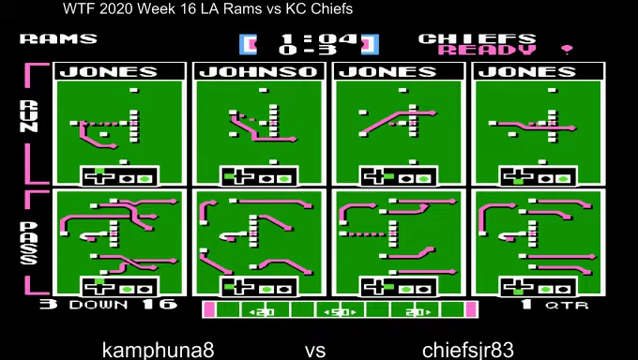 WTF 2020 Week 16 LA Rams vs KC Chiefs
RAMS 1:04 CHIEFS
0-3 READY
JONES JOHNSO JONES JONES
RUN
PASS
3 DOWN 16 20 50 20 1 QTR
kamphuna8 vs chiefsjr83